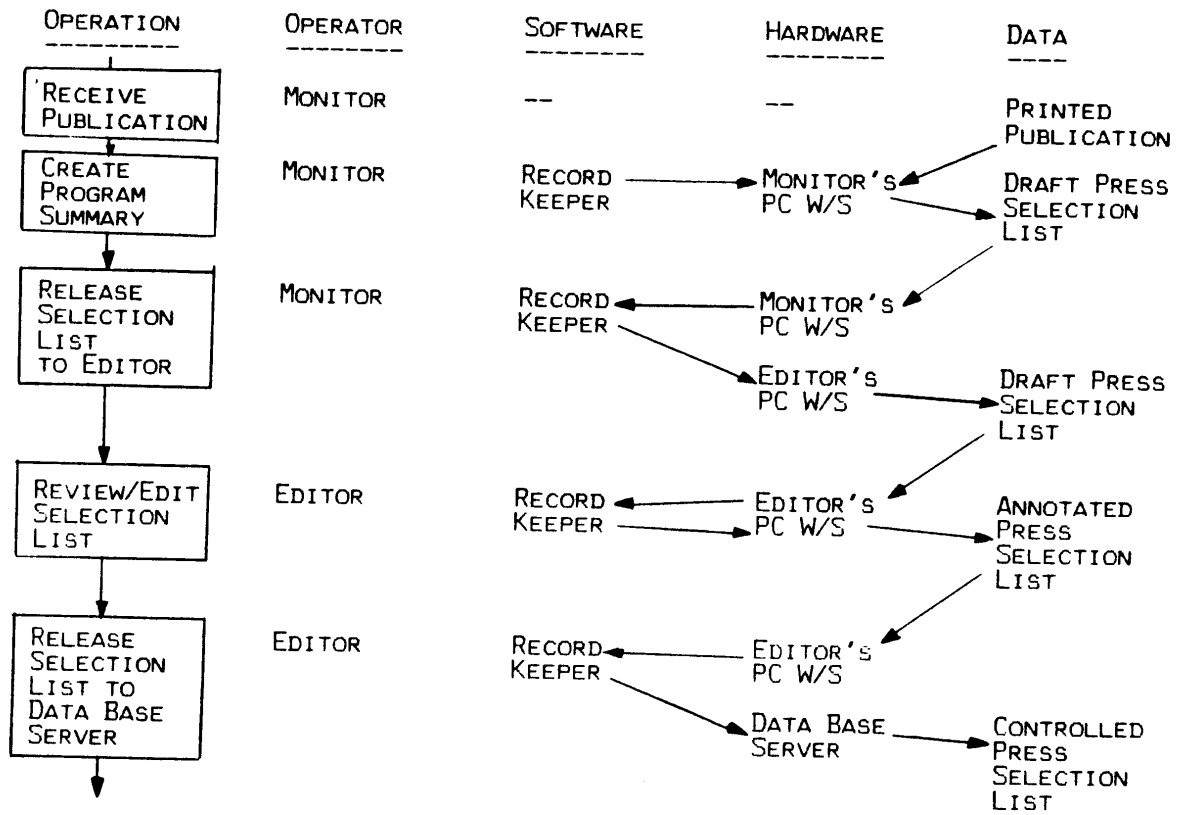 OPERATION OPERATOR SOFTWARE HARDWARE DATA
--------- -------- -------- -------- ----
RECEIVE
PUBLICATION
MONITOR
--
--
PRINTED
PUBLICATION
CREATE
PROGRAM
SUMMARY
MONITOR
RECORD
KEEPER
MONITOR'S
PC W/S
DRAFT PRESS
SELECTION
LIST
RELEASE
SELECTION
LIST
TO EDITOR
MONITOR
RECORD
KEEPER
MONITOR'S
PC W/S
EDITOR'S
PC W/S
DRAFT PRESS
SELECTION
LIST
REVIEW/EDIT
SELECTION
LIST
EDITOR
RECORD
KEEPER
EDITOR'S
PC W/S
ANNOTATED
PRESS
SELECTION
LIST
RELEASE
SELECTION
LIST TO
DATA BASE
SERVER
EDITOR
RECORD
KEEPER
EDITOR'S
PC W/S
DATA BASE
SERVER
CONTROLLED
PRESS
SELECTION
LIST